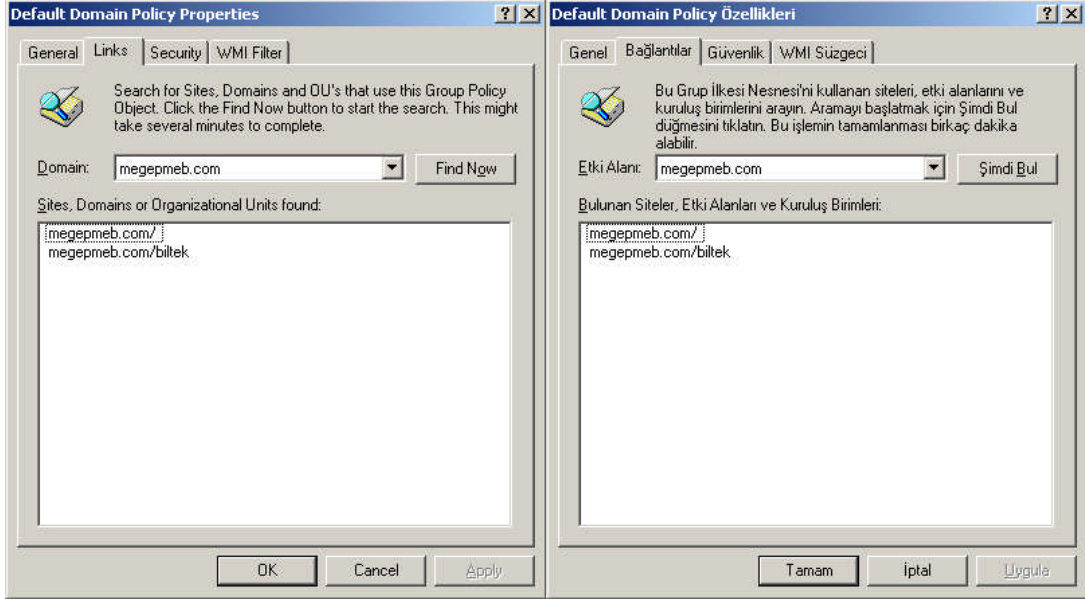 Default Domain Policy Properties
General Links Security WMI Filter
Search for Sites, Domains and OU's that use this Group Policy
Object. Click the Find Now button to start the search. This might
take several minutes to complete.
Domain: megepmeb.com Find Now
Sites, Domains or Organizational Units found:
megepmeb.com/
megepmeb.com/biltek
OK Cancel Apply
Default Domain Policy Özellikleri
Genel Bağlantılar Güvenlik WMI Süzgeci
Bu Grup İlkesi Nesnesi'ni kullanan siteleri, etki alanlarını ve
kuruluş birimlerini arayın. Aramayı başlatmak için Şimdi Bul
düğmesini tıklatın. Bu işlemin tamamlanması birkaç dakika
alabilir.
Etki Alanı: megepmeb.com Şimdi Bul
Bulunan Siteler, Etki Alanları ve Kuruluş Birimleri:
megepmeb.com/
megepmeb.com/biltek
Tamam İptal Uygula